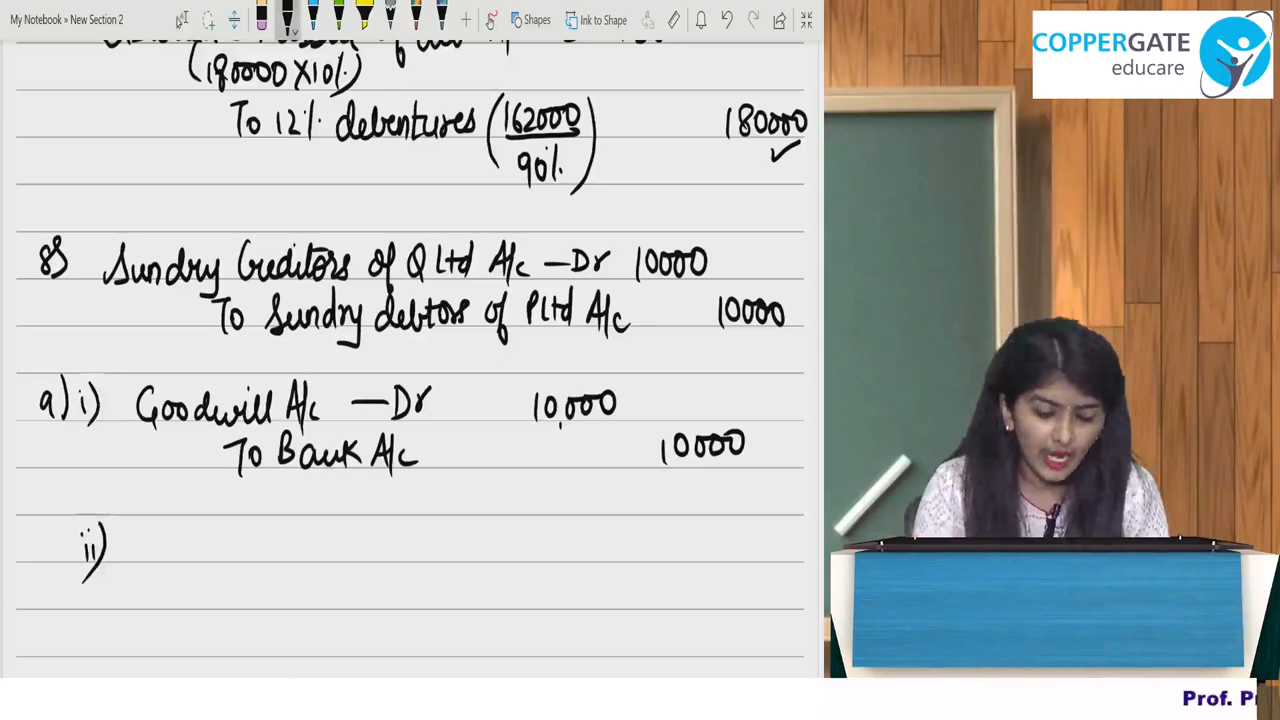 My Notebook » New Section 2
Shapes
Ink to Shape
COPPERGATE
educare
(180000 X10%)
To 12% debentures (162000/90%) 180000
8) Sundry Creditors of Q Ltd A/c — Dr 10000
To Sundry debtors of P Ltd A/c 10000
9) i) Goodwill A/c — Dr 10,000
To Bank A/c 10000
ii)
Prof.